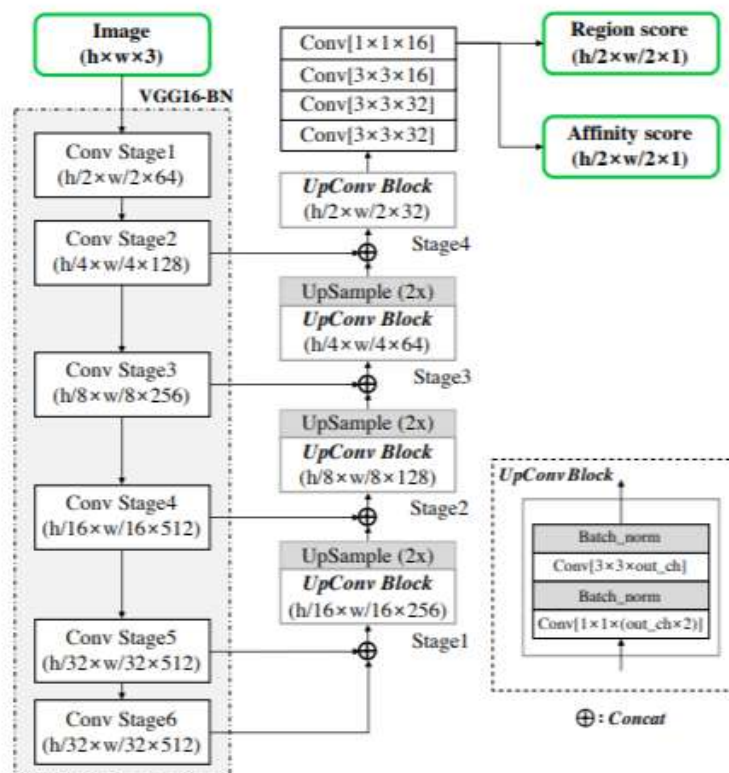 Image
(h×w×3)
VGG16-BN
Conv Stage1
(h/2×w/2×64)
Conv Stage2
(h/4×w/4×128)
Conv Stage3
(h/8×w/8×256)
Conv Stage4
(h/16×w/16×512)
Conv Stage5
(h/32×w/32×512)
Conv Stage6
(h/32×w/32×512)
Conv[1×1×16]
Conv[3×3×16]
Conv[3×3×32]
Conv[3×3×32]
UpConv Block
(h/2×w/2×32)
Stage4
UpSample (2x)
UpConv Block
(h/4×w/4×64)
Stage3
UpSample (2x)
UpConv Block
(h/8×w/8×128)
Stage2
UpSample (2x)
UpConv Block
(h/16×w/16×256)
Stage1
Region score
(h/2×w/2×1)
Affinity score
(h/2×w/2×1)
UpConv Block
Batch_norm
Conv[3×3×out_ch]
Batch_norm
Conv[1×1×(out_ch×2)]
⊕ : Concat